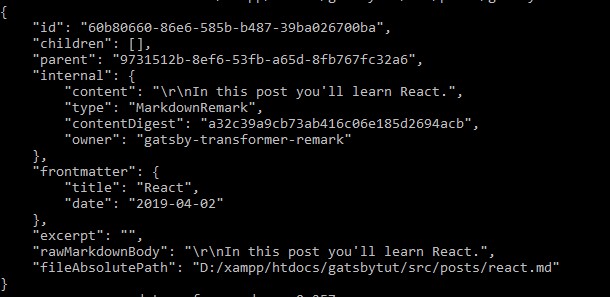 {
"id": "60b80660-86e6-585b-b487-39ba026700ba",
"children": [],
"parent": "9731512b-8ef6-53fb-a65d-8fb767fc32a6",
"internal": {
"content": "\r\nIn this post you'll learn React.",
"type": "MarkdownRemark",
"contentDigest": "a32c39a9cb73ab416c06e185d2694acb",
"owner": "gatsby-transformer-remark"
},
"frontmatter": {
"title": "React",
"date": "2019-04-02"
},
"excerpt": "",
"rawMarkdownBody": "\r\nIn this post you'll learn React.",
"fileAbsolutePath": "D:/xampp/htdocs/gatsbytut/src/posts/react.md"
}